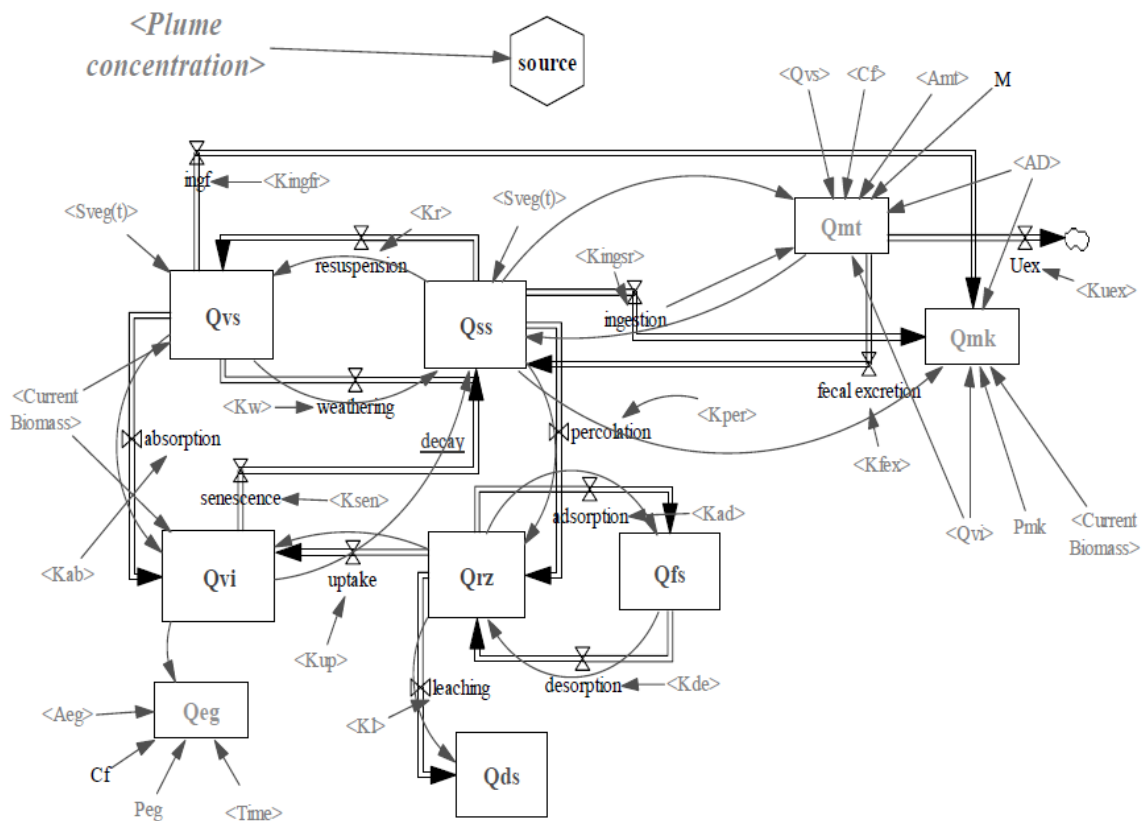 <Plume
concentration>
source
<Qvs>
<Cf>
<Amt>
M
ingf
<Kingfr>
<AD>
<Sveg(t)>
<Kr>
<Sveg(t)>
Qmt
resuspension
<Kingsr>
Uex
<Kuex>
Qvs
Qss
ingestion
Qmk
<Current
Biomass>
<Kw>
weathering
fecal excretion
<Kper>
absorption
decay
percolation
<Kfex>
senescence
<Ksen>
adsorption
<Kad>
<Qvi>
Pmk
<Current
Biomass>
<Kab>
Qvi
uptake
Qrz
Qfs
<Kup>
leaching
desorption
<Kde>
<Aeg>
Qeg
<Kl>
Cf
Qds
Peg
<Time>